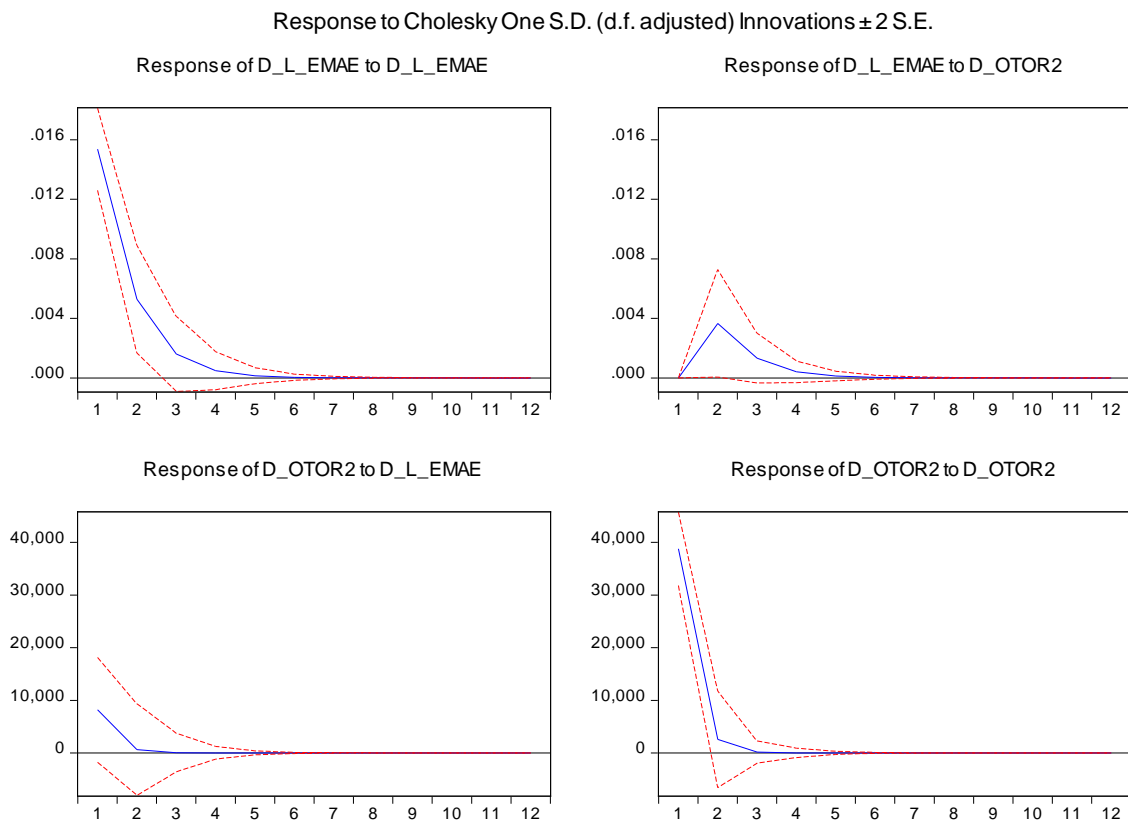 Response to Cholesky One S.D. (d.f. adjusted) Innovations ± 2 S.E.
Response of D_L_EMAE to D_L_EMAE
.016
.012
.008
.004
.000
1 2 3 4 5 6 7 8 9 10 11 12
Response of D_L_EMAE to D_OTOR2
.016
.012
.008
.004
.000
1 2 3 4 5 6 7 8 9 10 11 12
Response of D_OTOR2 to D_L_EMAE
40,000
30,000
20,000
10,000
0
1 2 3 4 5 6 7 8 9 10 11 12
Response of D_OTOR2 to D_OTOR2
40,000
30,000
20,000
10,000
0
1 2 3 4 5 6 7 8 9 10 11 12